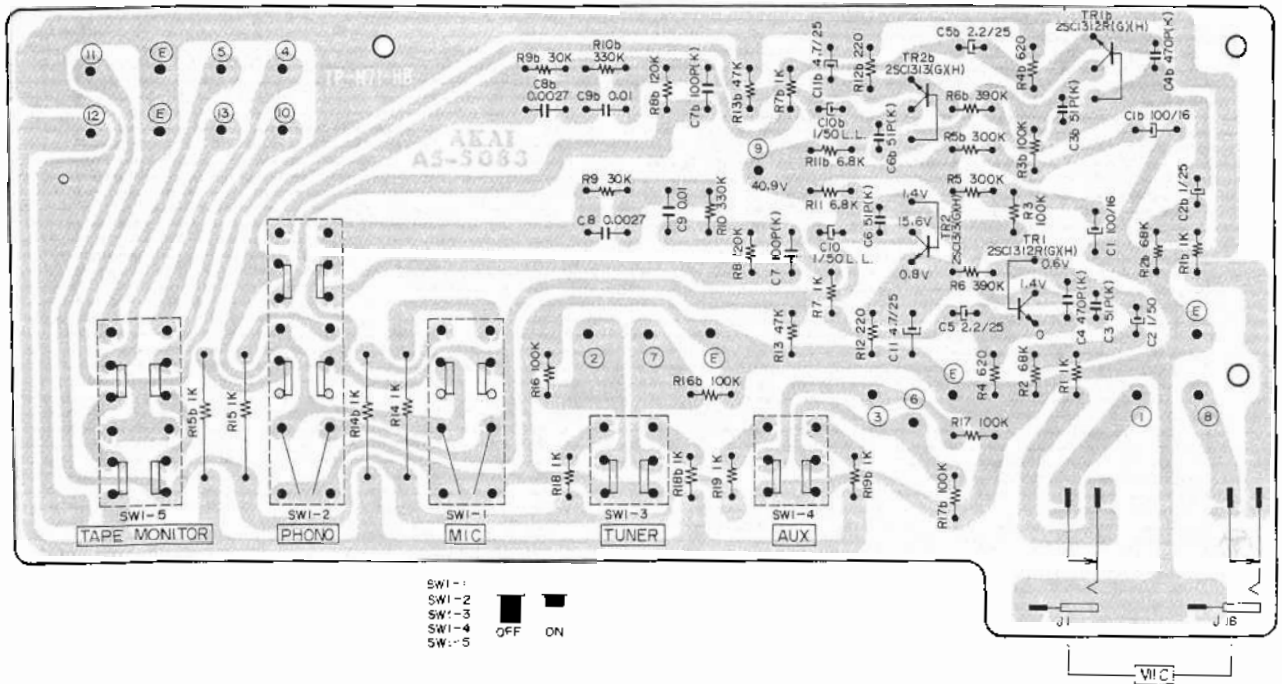 11
E
5
4
12
E
13
10
AKAI
AS-5083
R9b 30K
R10b
330K
C8b
0.0027
C9b 0.01
R8b 120K
C7b 100P(K)
R13b 47K
R7b 1K
C11b 4.7/25
R12b 220
C5b 2.2/25
TR2b
2SC1313(G)(H)
TR1b
2SC1312R(G)(H)
R4b 620
C4b 470P(K)
R6b 390K
C3b 51P(K)
C10b
1/50 L.L.
C6b 51P(K)
R5b 300K
R3b 100K
C1b 100/16
R11b 6.8K
9
40.9V
R9 30K
C8 0.0027
C9 0.01
R10 330K
R11 6.8K
R5 300K
1.4V
15.6V
0.8V
TR2
2SC1313(G)(H)
R3
100K
C2b 1/25
C1 100/16
R2b 68K
R1b 1K
R8 120K
C7 100P(K)
C10
1/50 L.L.
C6 51P(K)
TR1
2SC1312R(G)(H)
0.6V
1.4V
0
R6 390K
R7 1K
C4 470P(K)
C3 51P(K)
C2 1/50
E
R13 47K
R12 220
C11 4.7/25
C5 2.2/25
2
7
E
R16 100K
R16b 100K
R15b 1K
R15 1K
R14b 1K
R14 1K
3
6
E
R4 620
R2 68K
R1 1K
1
8
R17 100K
R18 1K
R18b 1K
R19 1K
R19b 1K
R17b 100K
SW1-5
SW1-2
SW1-1
SW1-3
SW1-4
TAPE MONITOR
PHONO
MIC
TUNER
AUX
SW1-1
SW1-2
SW1-3
SW1-4
SW1-5
OFF
ON
J1
MIC